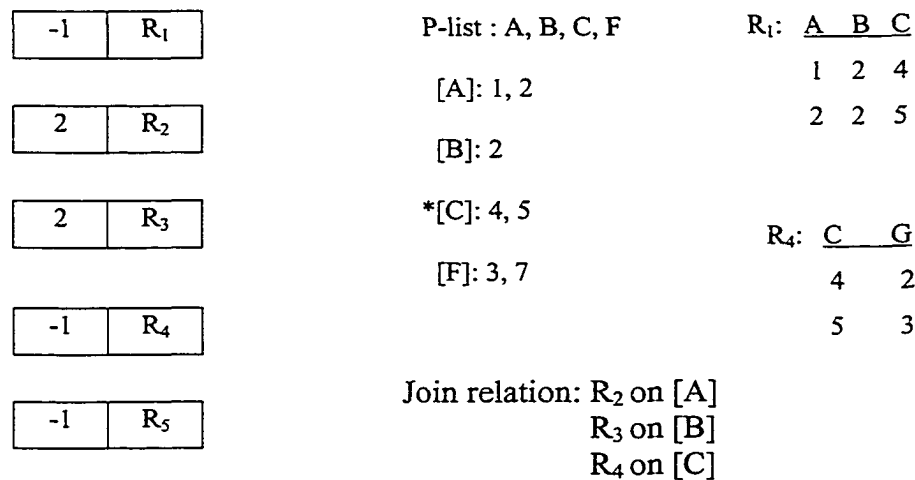 -1 R₁
2 R₂
2 R₃
-1 R₄
-1 R₅
P-list : A, B, C, F
[A]: 1, 2
[B]: 2
*[C]: 4, 5
[F]: 3, 7
Join relation: R₂ on [A]
R₃ on [B]
R₄ on [C]
R₁: A B C
1 2 4
2 2 5
R₄: C G
4 2
5 3